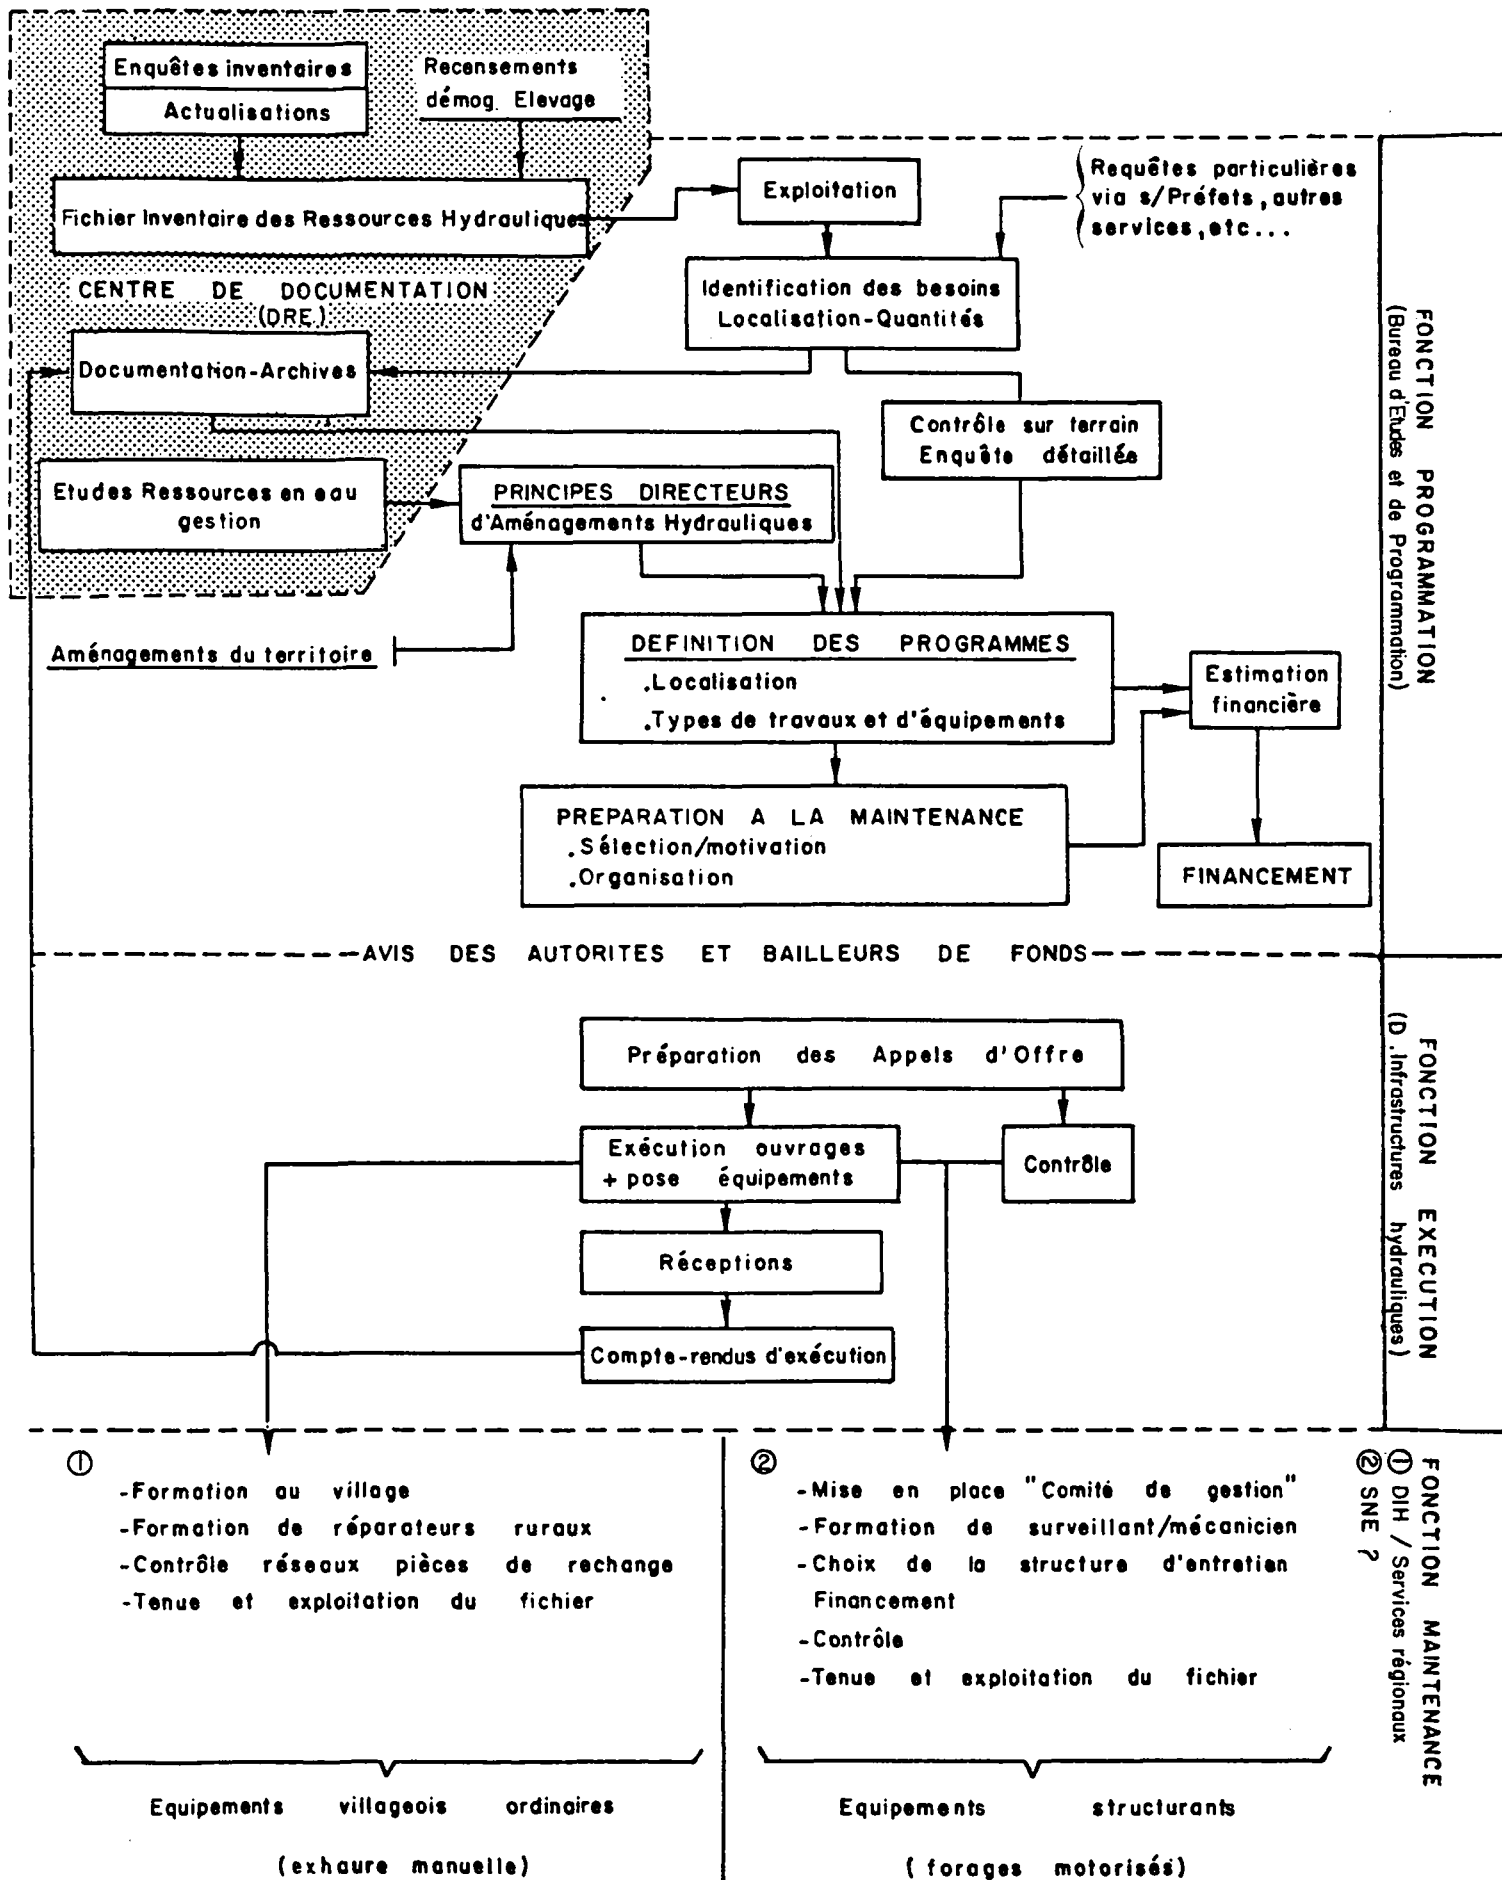 Enquêtes inventaires
Actualisations
Recensements
démog. Elevage
Fichier Inventaire des Ressources Hydrauliques
CENTRE DE DOCUMENTATION
(DRE.)
Documentation-Archives
Etudes Ressources en eau
gestion
Exploitation
Requêtes particulières
via s/Préfets, autres
services, etc...
Identification des besoins
Localisation-Quantités
Contrôle sur terrain
Enquête détaillée
PRINCIPES DIRECTEURS
d'Aménagements Hydrauliques
Aménagements du territoire
DEFINITION DES PROGRAMMES
.Localisation
.Types de travaux et d'équipements
Estimation
financière
PREPARATION A LA MAINTENANCE
.Sélection/motivation
.Organisation
FINANCEMENT
FONCTION PROGRAMMATION
(Bureau d'Etudes et de Programmation)
AVIS DES AUTORITES ET BAILLEURS DE FONDS
Préparation des Appels d'Offre
Exécution ouvrages
+ pose équipements
Contrôle
Réceptions
Compte-rendus d'exécution
FONCTION EXECUTION
(D. Infrastructures hydrauliques)
①
-Formation au village
-Formation de réparateurs ruraux
-Contrôle réseaux pièces de rechange
-Tenue et exploitation du fichier
Equipements villageois ordinaires
(exhaure manuelle)
②
-Mise en place "Comité de gestion"
-Formation de surveillant/mécanicien
-Choix de la structure d'entretien
Financement
-Contrôle
-Tenue et exploitation du fichier
Equipements structurants
(forages motorisés)
FONCTION MAINTENANCE
① DIH / Services régionaux
② SNE ?